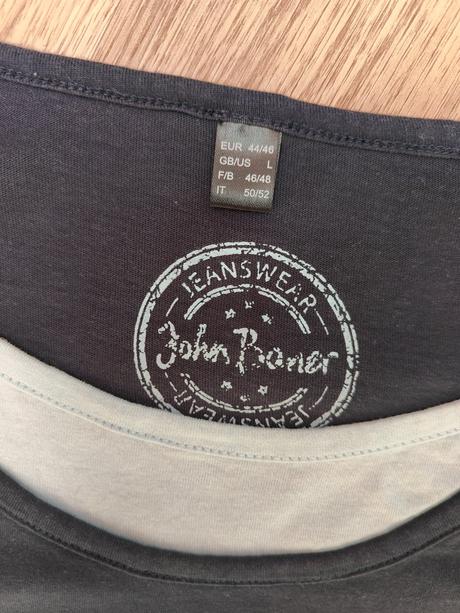 EUR 44/46
GB/US L
F/B 46/48
IT 50/52
JEANSWEAR
John Baner
JEANSWEAR